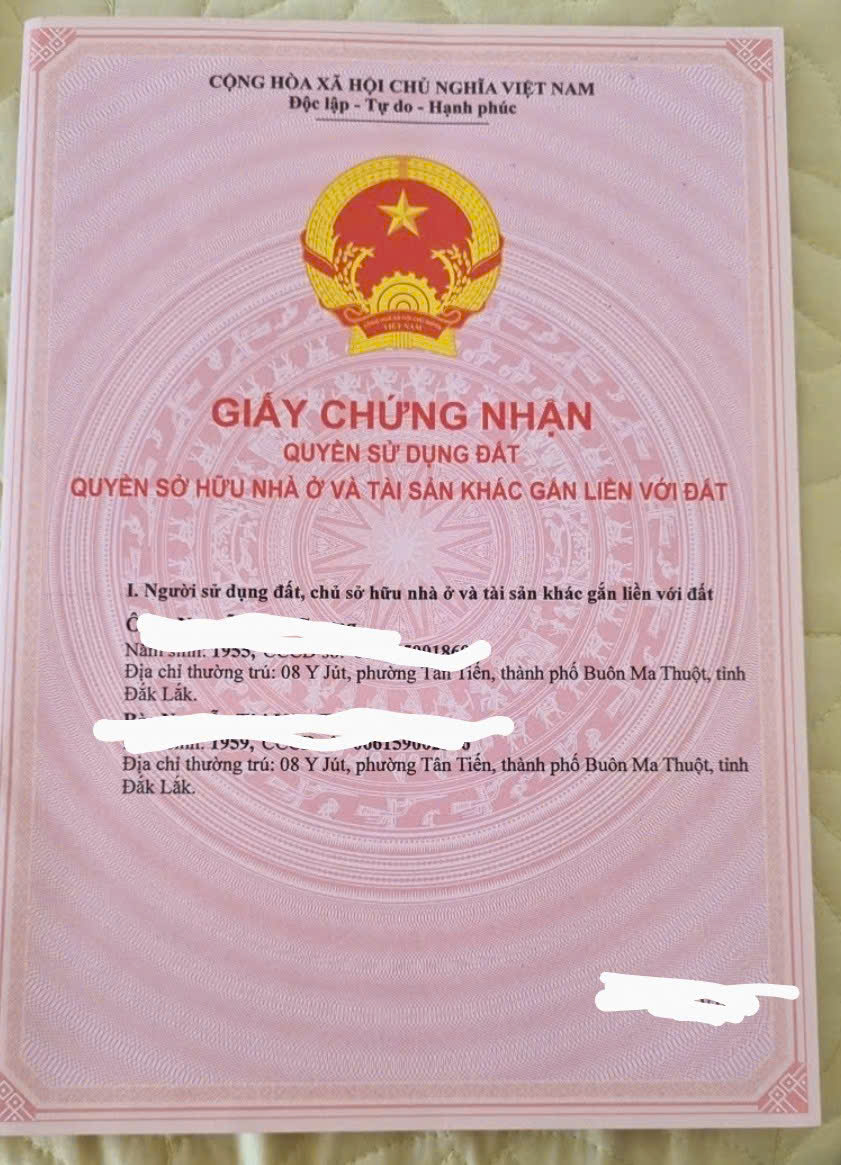 CỘNG HÒA XÃ HỘI CHỦ NGHĨA VIỆT NAM
Độc lập - Tự do - Hạnh phúc
VIỆT NAM
GIẤY CHỨNG NHẬN
QUYỀN SỬ DỤNG ĐẤT
QUYỀN SỞ HỮU NHÀ Ở VÀ TÀI SẢN KHÁC GẮN LIỀN VỚI ĐẤT
I. Người sử dụng đất, chủ sở hữu nhà ở và tài sản khác gắn liền với đất
Năm sinh: 1955,
Địa chỉ thường trú: 08 Y Jút, phường Tân Tiến, thành phố Buôn Ma Thuột, tỉnh
Đắk Lắk.
1959,
Địa chỉ thường trú: 08 Y Jút, phường Tân Tiến, thành phố Buôn Ma Thuột, tỉnh
Đắk Lắk.